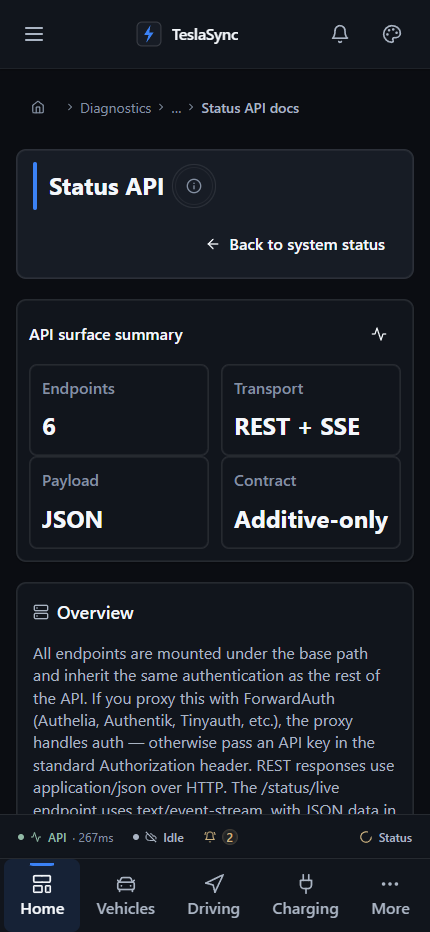 TeslaSync
Diagnostics > ... > Status API docs
Status API
← Back to system status
API surface summary
Endpoints
6
Transport
REST + SSE
Payload
JSON
Contract
Additive-only
Overview
All endpoints are mounted under the base path
and inherit the same authentication as the rest of
the API. If you proxy this with ForwardAuth
(Authelia, Authentik, Tinyauth, etc.), the proxy
handles auth — otherwise pass an API key in the
standard Authorization header. REST responses use
application/json over HTTP. The /status/live
endpoint uses text/event-stream, with JSON data in
API · 267ms
Idle
2
Status
Home
Vehicles
Driving
Charging
More